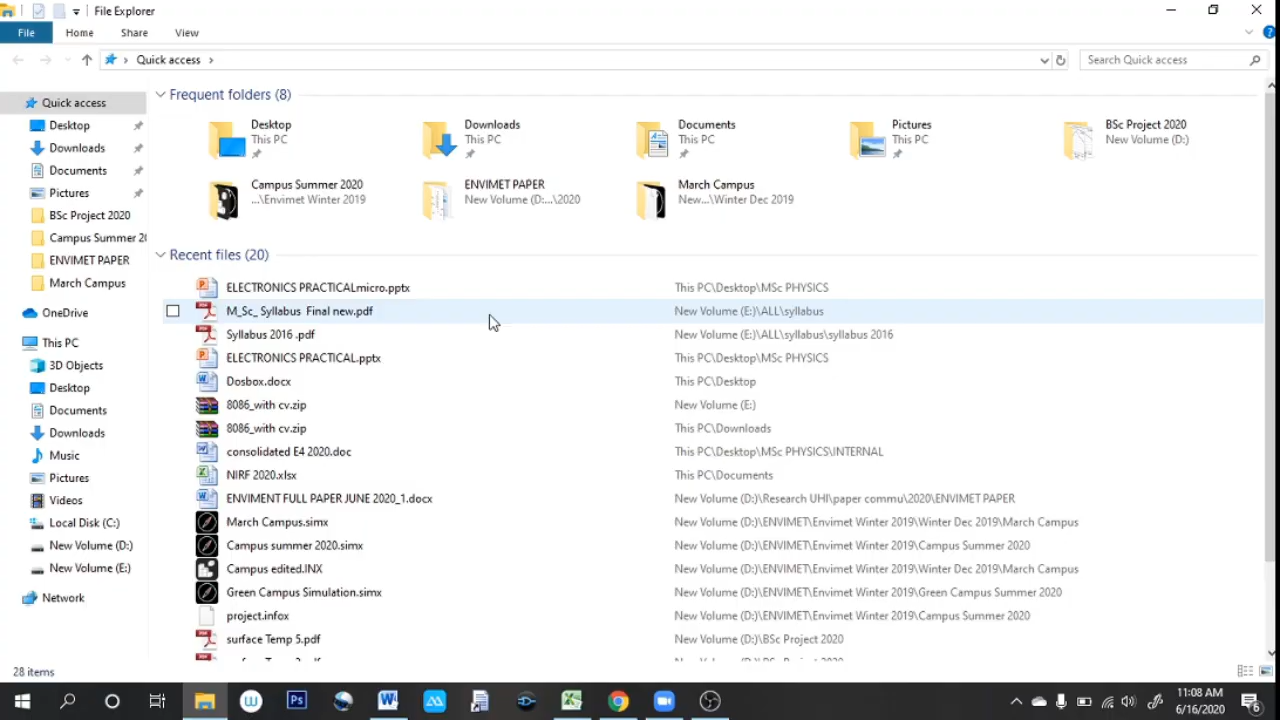 File Explorer
File Home Share View
Quick access
Search Quick access
Quick access
Desktop
Downloads
Documents
Pictures
BSc Project 2020
Campus Summer 20
ENVIMET PAPER
March Campus
OneDrive
This PC
3D Objects
Desktop
Documents
Downloads
Music
Pictures
Videos
Local Disk (C:)
New Volume (D:)
New Volume (E:)
Network
Frequent folders (8)
Desktop
This PC
Downloads
This PC
Documents
This PC
Pictures
This PC
BSc Project 2020
New Volume (D:)
Campus Summer 2020
...\Envimet Winter 2019
ENVIMET PAPER
New Volume (D:...\2020
March Campus
New...\Winter Dec 2019
Recent files (20)
ELECTRONICS PRACTICALmicro.pptx This PC\Desktop\MSc PHYSICS
M_Sc_ Syllabus Final new.pdf New Volume (E:)\ALL\syllabus
Syllabus 2016 .pdf New Volume (E:)\ALL\syllabus\syllabus 2016
ELECTRONICS PRACTICAL.pptx This PC\Desktop\MSc PHYSICS
Dosbox.docx This PC\Desktop
8086_with cv.zip New Volume (E:)
8086_with cv.zip This PC\Downloads
consolidated E4 2020.doc This PC\Desktop\MSc PHYSICS\INTERNAL
NIRF 2020.xlsx This PC\Documents
ENVIMENT FULL PAPER JUNE 2020_1.docx New Volume (D:)\Research UHI\paper commu\2020\ENVIMET PAPER
March Campus.simx New Volume (D:)\ENVIMET\Envimet Winter 2019\Winter Dec 2019\March Campus
Campus summer 2020.simx New Volume (D:)\ENVIMET\Envimet Winter 2019\Campus Summer 2020
Campus edited.INX New Volume (D:)\ENVIMET\Envimet Winter 2019\Winter Dec 2019\March Campus
Green Campus Simulation.simx New Volume (D:)\ENVIMET\Envimet Winter 2019\Green Campus Summer 2020
project.infox New Volume (D:)\ENVIMET\Envimet Winter 2019\Campus Summer 2020
surface Temp 5.pdf New Volume (D:)\BSc Project 2020
28 items
11:08 AM
6/16/2020
6